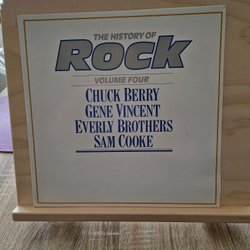 THE HISTORY OF
Rock
VOLUME FOUR
CHUCK BERRY
GENE VINCENT
EVERLY BROTHERS
SAM COOKE